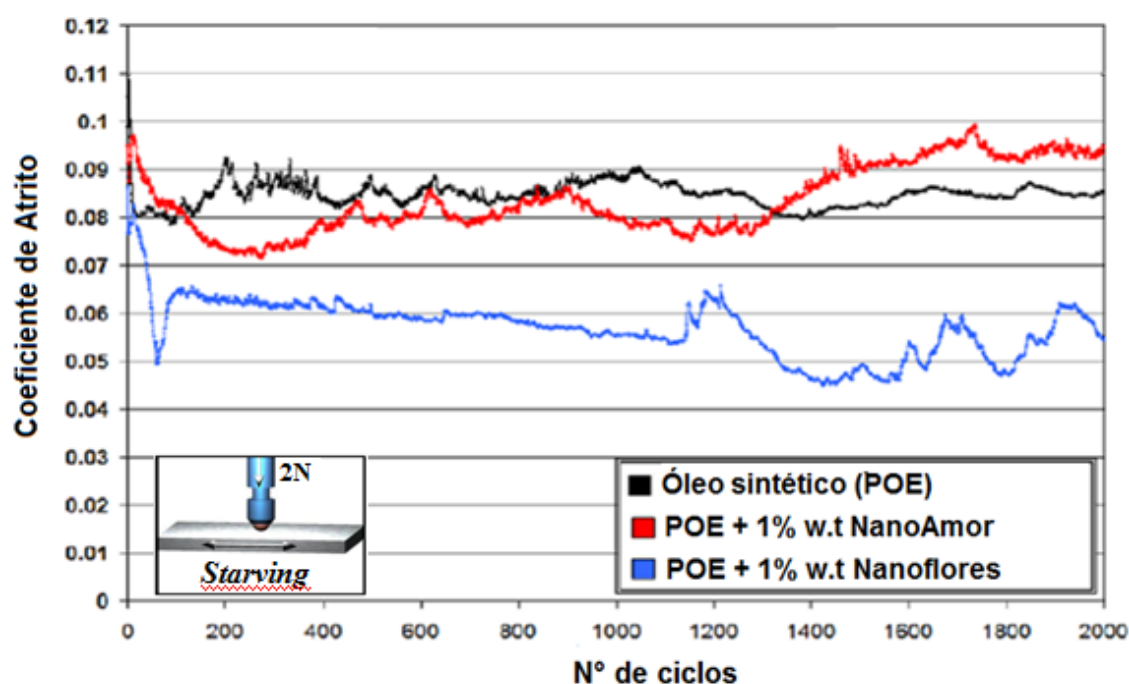 0.12
0.11
0.1
0.09
0.08
0.07
0.06
0.05
0.04
0.03
0.02
0.01
0
Coeficiente de Atrito
2N
Starving
Óleo sintético (POE)
POE + 1% w.t NanoAmor
POE + 1% w.t Nanoflores
0 200 400 600 800 1000 1200 1400 1600 1800 2000
N° de ciclos